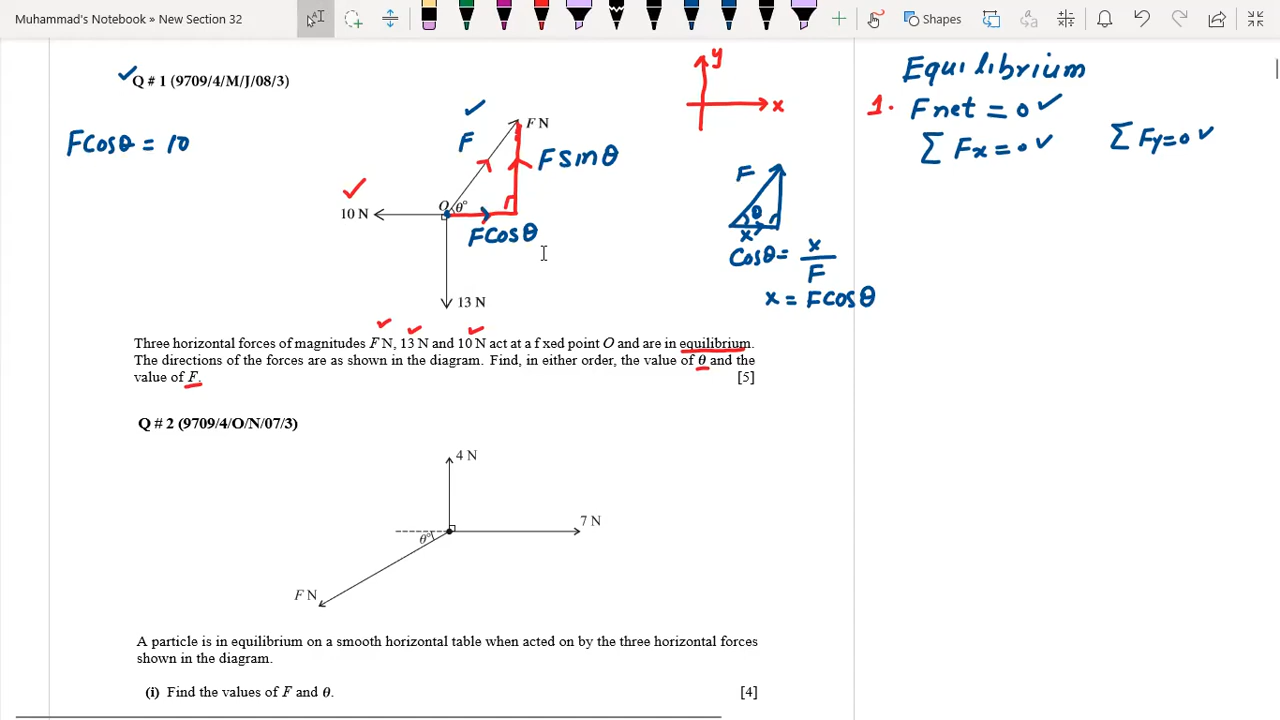 Muhammad's Notebook » New Section 32
Shapes
Q # 1 (9709/4/M/J/08/3)
Fcosθ = 10
F
F N
Fsinθ
10 N
O
θ°
Fcosθ
13 N
y
x
F
θ
x
Cosθ = x/F
x = Fcosθ
Equilibrium
1. Fnet = 0
∑ Fx = 0
∑ Fy = 0
Three horizontal forces of magnitudes F N, 13 N and 10 N act at a f xed point O and are in equilibrium.
The directions of the forces are as shown in the diagram. Find, in either order, the value of θ and the
value of F.
[5]
Q # 2 (9709/4/O/N/07/3)
4 N
7 N
θ°
F N
A particle is in equilibrium on a smooth horizontal table when acted on by the three horizontal forces
shown in the diagram.
(i) Find the values of F and θ.
[4]